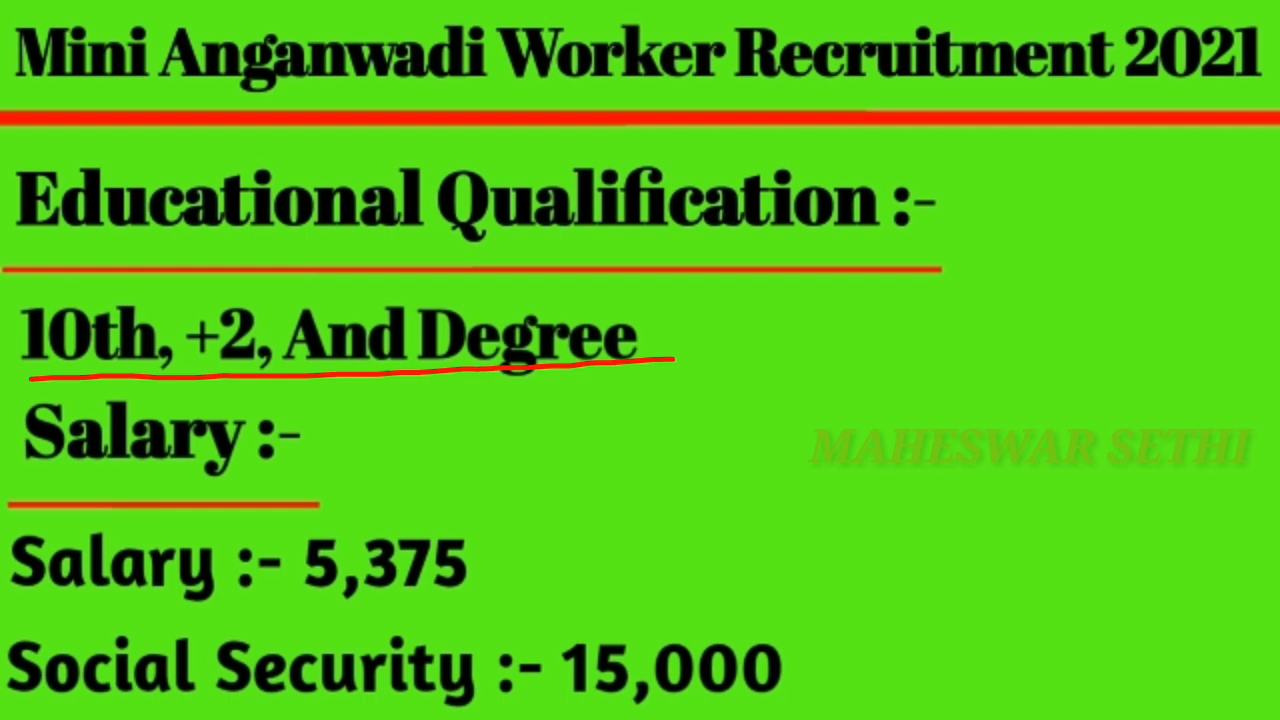 Mini Anganwadi Worker Recruitment 2021
Educational Qualification :-
10th, +2, And Degree
Salary :-
MAHESWAR SETHI
Salary :- 5,375
Social Security :- 15,000